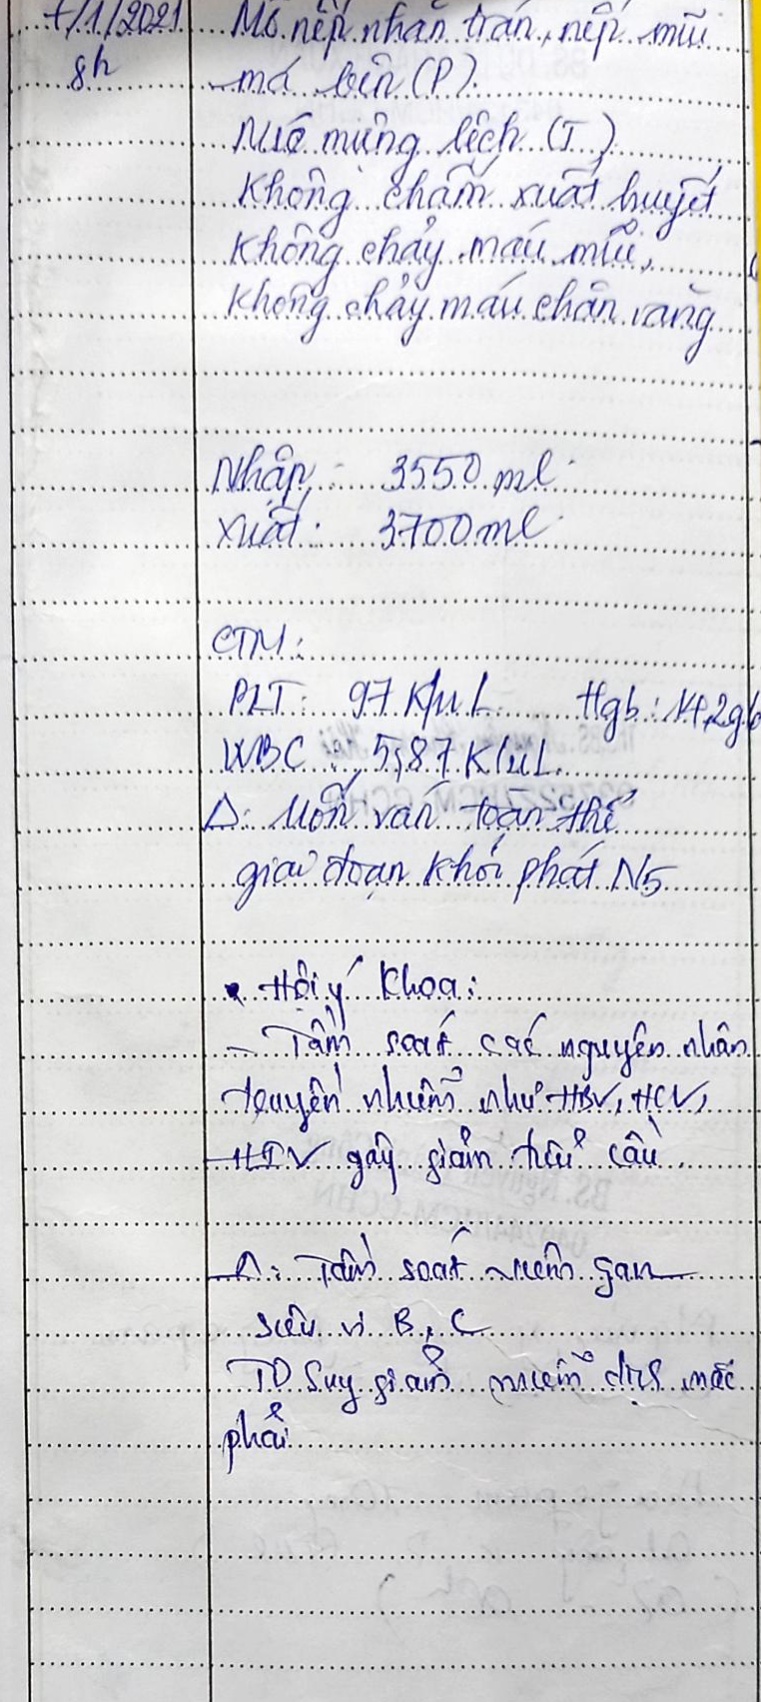 7/1/2021 Mờ nếp nhăn trán, nếp mũi
8h má bên (P).
Nụ cười lệch (T)
Không chấm xuất huyết
Không chảy máu mũi,
Không chảy máu chân răng
Nhập: 3550 ml
Xuất: 3700 ml
CTM:
PLT: 97 K/uL Hgb: 14,2 g/
WBC: 5,87 K/uL
Δ: Uốn ván toàn thể
giai đoạn khởi phát N5
Hội ý khoa:
- Tầm soát các nguyên nhân
truyền nhiễm như HBV, HCV,
HIV gây giảm tiểu cầu.
Δ: Tầm soát viêm gan
siêu vi B, C
TD Suy giảm miễn dịch mắc
phải